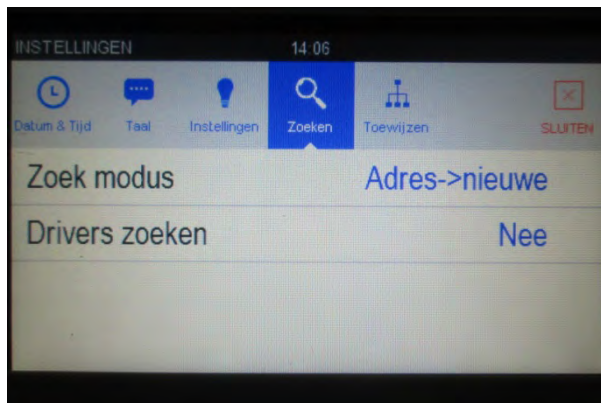 INSTELLINGEN 14:06
Datum & Tijd Taal Instellingen Zoeken Toewijzen SLUITEN
Zoek modus Adres->nieuwe
Drivers zoeken Nee